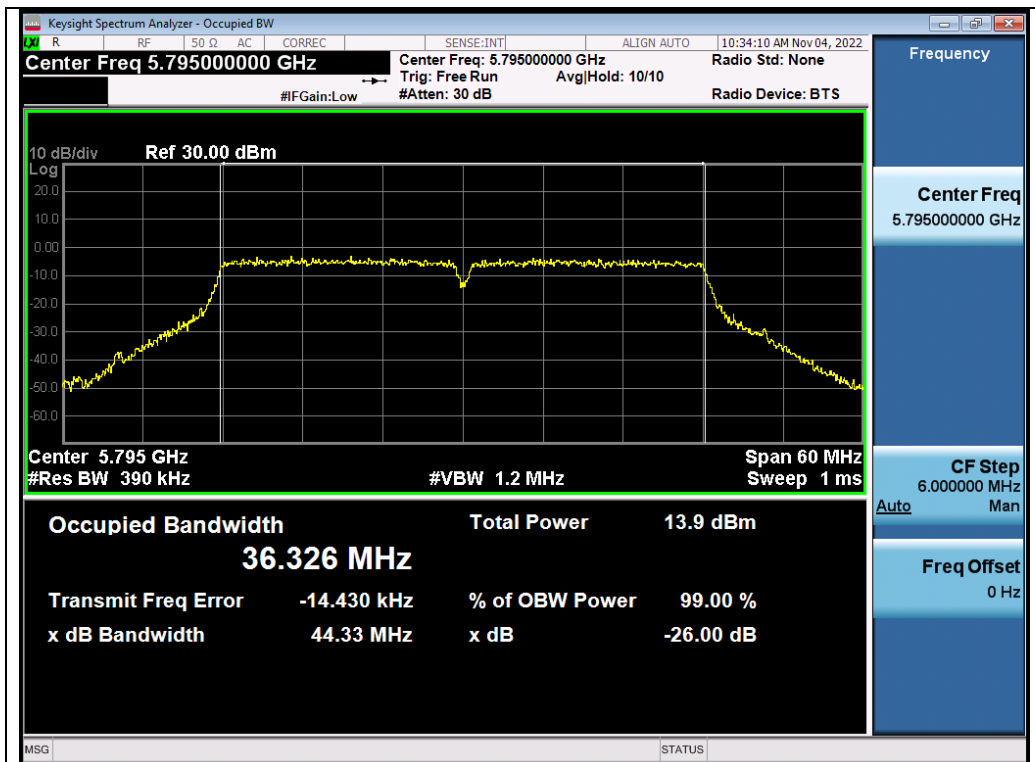 Keysight Spectrum Analyzer - Occupied BW
LXI R RF 50 Ω AC CORREC SENSE:INT ALIGN AUTO 10:34:10 AM Nov 04, 2022
Center Freq 5.795000000 GHz
Center Freq: 5.795000000 GHz Radio Std: None
Trig: Free Run Avg|Hold: 10/10
#IFGain:Low #Atten: 30 dB Radio Device: BTS
10 dB/div Ref 30.00 dBm
Log
20.0
10.0
0.00
-10.0
-20.0
-30.0
-40.0
-50.0
-60.0
Center 5.795 GHz Span 60 MHz
#Res BW 390 kHz #VBW 1.2 MHz Sweep 1 ms
Occupied Bandwidth Total Power 13.9 dBm
36.326 MHz
Transmit Freq Error -14.430 kHz % of OBW Power 99.00 %
x dB Bandwidth 44.33 MHz x dB -26.00 dB
MSG STATUS
Frequency
Center Freq
5.795000000 GHz
CF Step
6.000000 MHz
Auto Man
Freq Offset
0 Hz